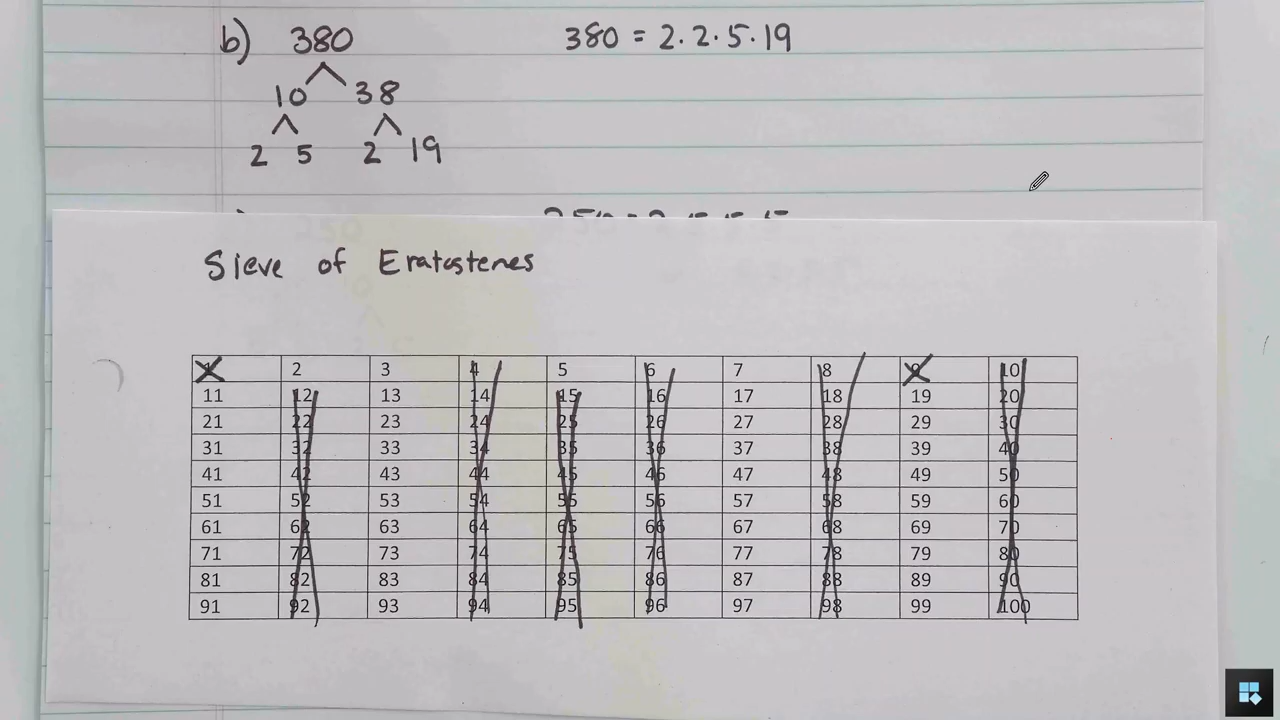 b) 380 380 = 2·2·5·19
10 38
2 5 2 19
Sieve of Eratostenes
2 3 4 5 6 7 8 10
11 12 13 14 15 16 17 18 19 20
21 22 23 24 25 26 27 28 29 30
31 32 33 34 35 36 37 38 39 40
41 42 43 44 45 46 47 48 49 50
51 52 53 54 55 56 57 58 59 60
61 62 63 64 65 66 67 68 69 70
71 72 73 74 75 76 77 78 79 80
81 82 83 84 85 86 87 88 89 90
91 92 93 94 95 96 97 98 99 100